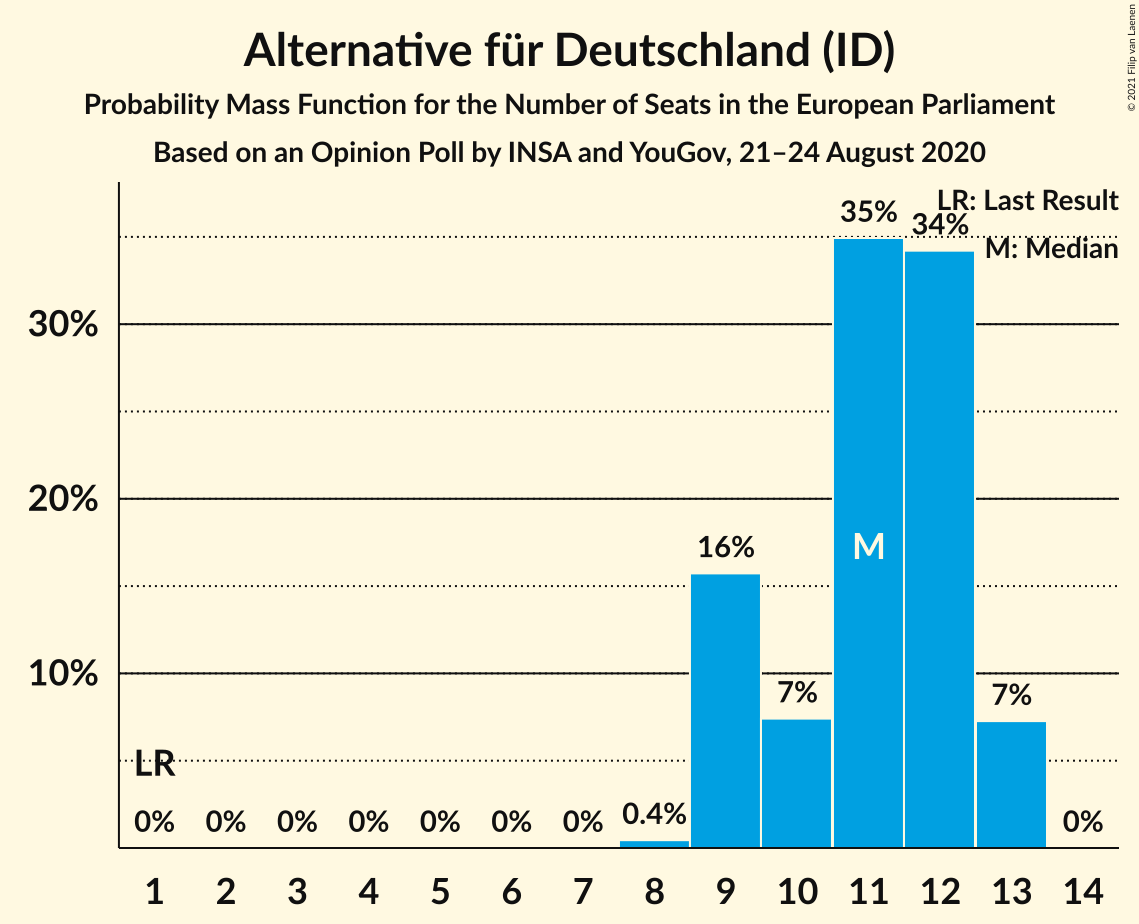 Alternative für Deutschland (ID)
Probability Mass Function for the Number of Seats in the European Parliament
Based on an Opinion Poll by INSA and YouGov, 21–24 August 2020
© 2021 Filip van Laenen
LR: Last Result
M: Median
35%
34%
30%
20%
16%
M
10%
7%
7%
LR
0%
0%
0%
0%
0%
0%
0%
0.4%
0%
1 2 3 4 5 6 7 8 9 10 11 12 13 14